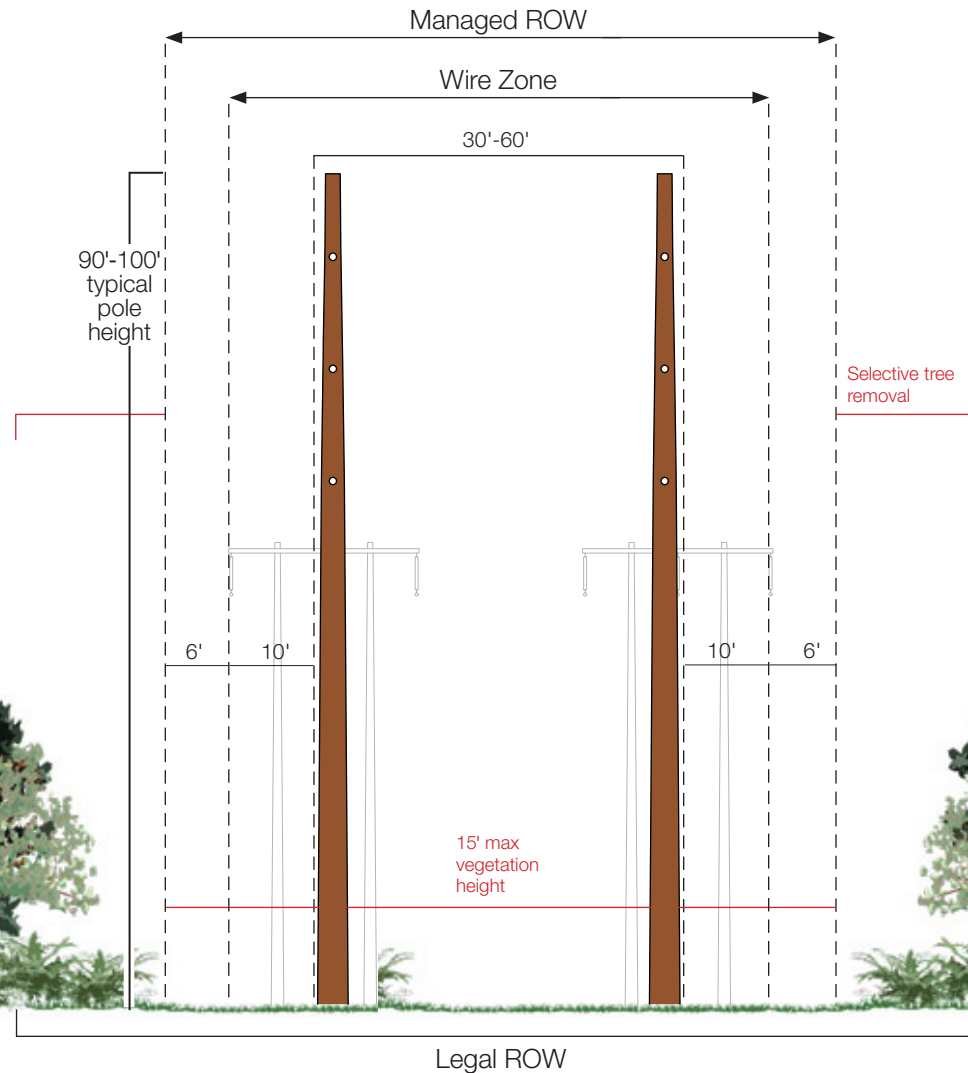 Managed ROW
Wire Zone
30'-60'
90'-100'
typical
pole
height
Selective tree
removal
6'
10'
10'
6'
15' max
vegetation
height
Legal ROW